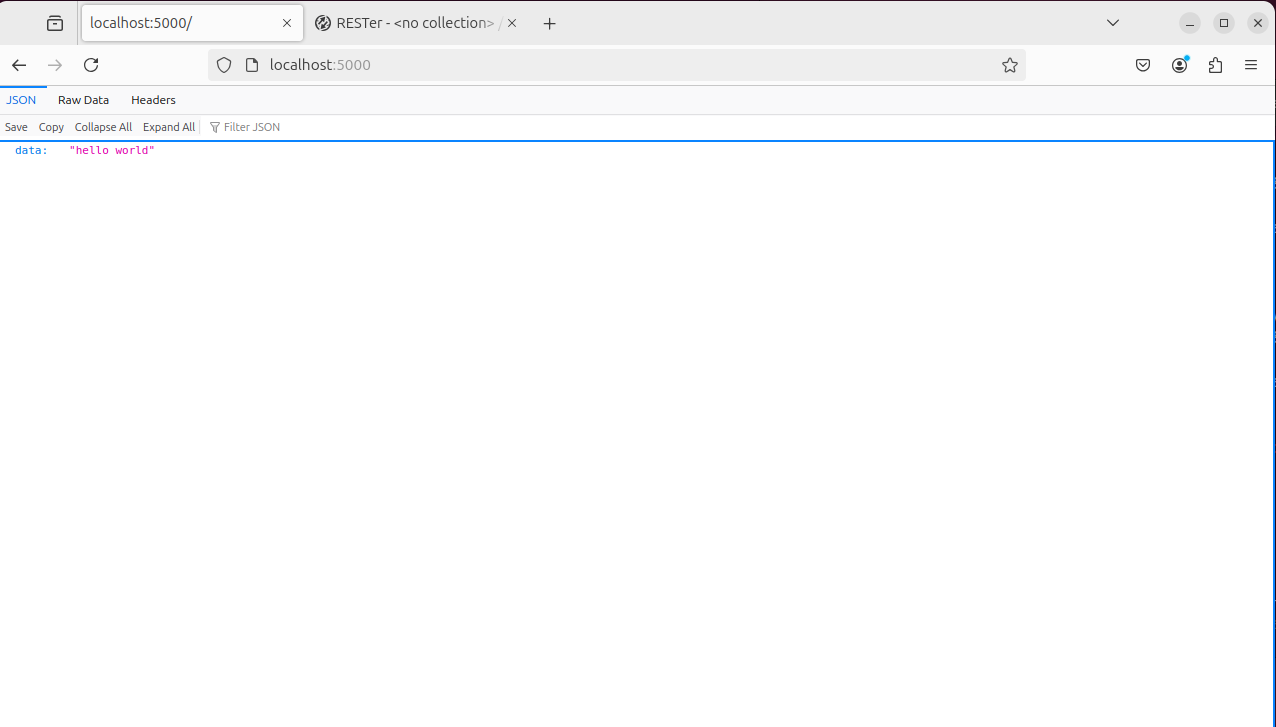 localhost:5000/ RESTer - <no collection> /
localhost:5000
JSON Raw Data Headers
Save Copy Collapse All Expand All Filter JSON
data: "hello world"